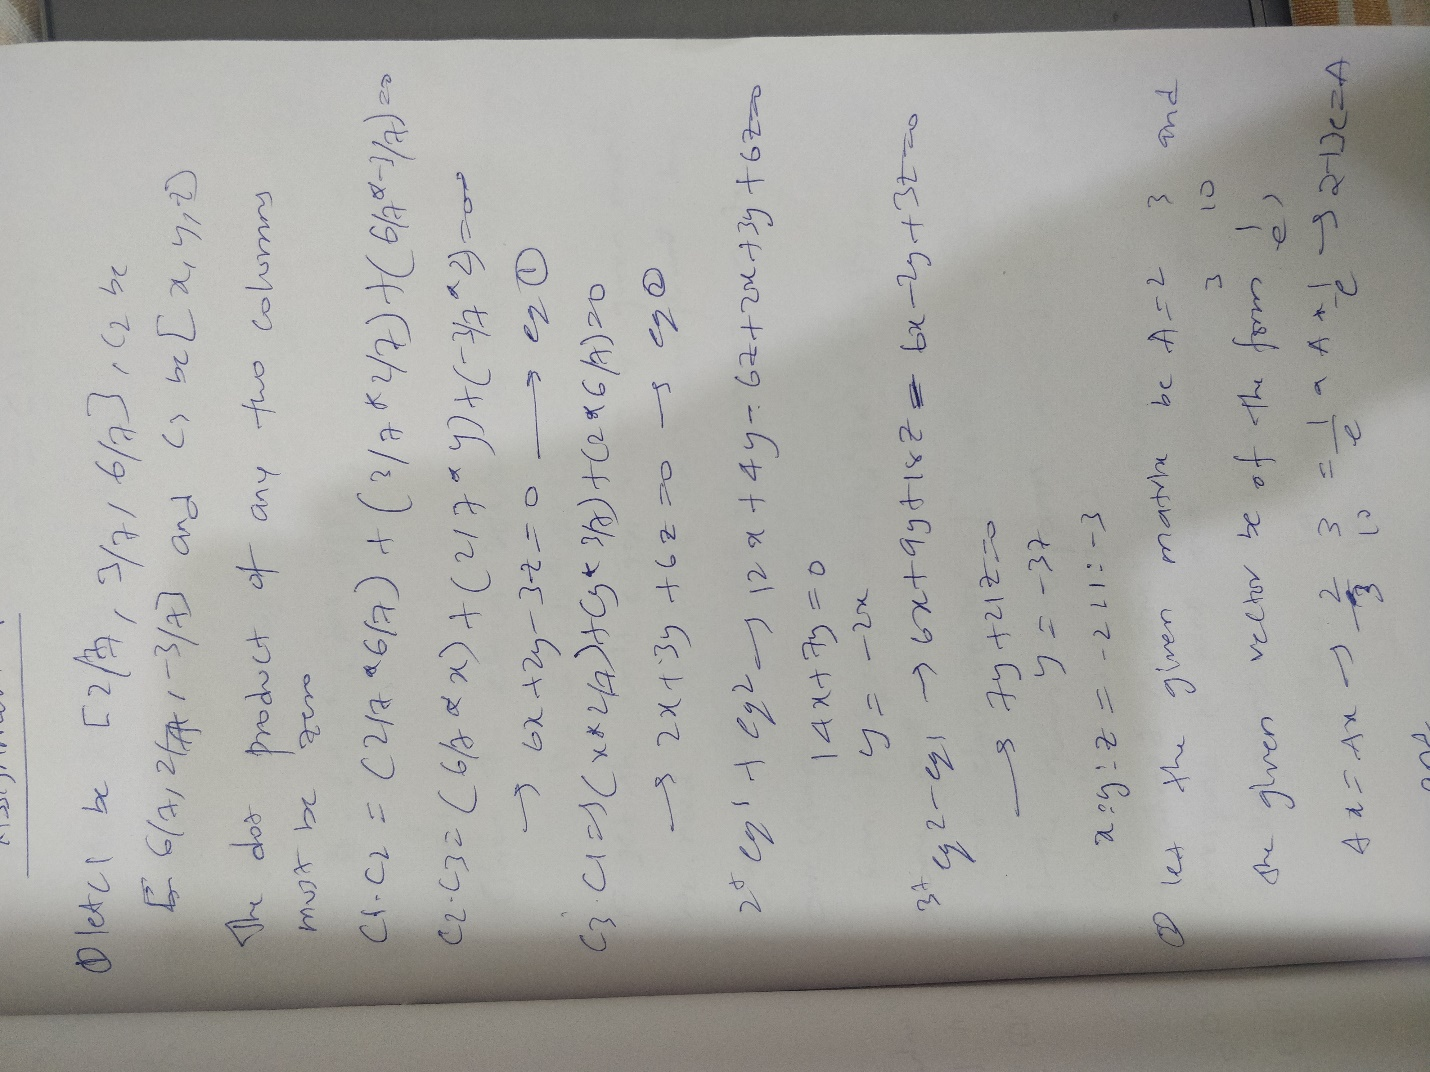 ① let C1 be [2/7, 3/7, 6/7], C2 be
[6/7, 2/7, -3/7] and C3 be [x, y, z]
The dot product of any two columns
must be zero
C1.C2 = (2/7 * 6/7) + (3/7 * 2/7) + (6/7 * -3/7) = 0
C2.C3 = (6/7 * x) + (2/7 * y) + (-3/7 * z) = 0
→ 6x + 2y - 3z = 0 → eq ①
C3.C1 => (x * 2/7) + (y * 3/7) + (z * 6/7) = 0
→ 2x + 3y + 6z = 0 → eq ②
2* eq1 + eq2 → 12x + 4y - 6z + 2x + 3y + 6z = 0
14x + 7y = 0
y = -2x
3* eq2 - eq1 → 6x + 9y + 18z = 6x - 2y + 3z = 0
→ 7y + 21z = 0
y = -3z
x : y : z = -2 : 1 : -3
② let the given matrix be A = 2 3 and
3 10
the given vector be of the form 1
e,
Ax = λx → 2 3 = 1 a λ * 1 → 2+3e = λ
3 10 e e